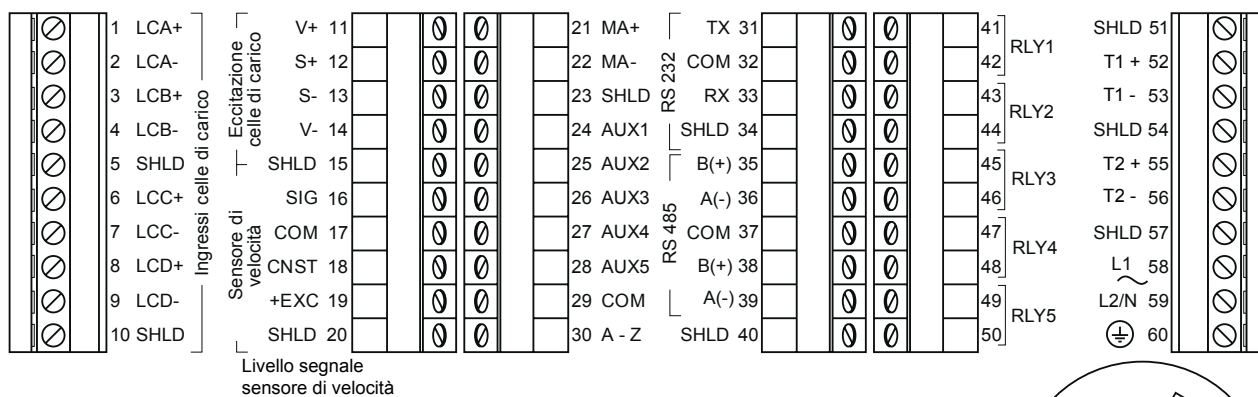 1 LCA+
2 LCA-
3 LCB+
4 LCB-
5 SHLD
6 LCC+
7 LCC-
8 LCD+
9 LCD-
10 SHLD
Ingressi celle di carico
Eccitazione
celle di carico
Sensore di
velocità
V+ 11
S+ 12
S- 13
V- 14
SHLD 15
SIG 16
COM 17
CNST 18
+EXC 19
SHLD 20
Livello segnale
sensore di velocità
21 MA+
22 MA-
23 SHLD
24 AUX1
25 AUX2
26 AUX3
27 AUX4
28 AUX5
29 COM
30 A - Z
RS 232
RS 485
TX 31
COM 32
RX 33
SHLD 34
B(+) 35
A(-) 36
COM 37
B(+) 38
A(-) 39
SHLD 40
41
42
RLY1
43
44
RLY2
45
46
RLY3
47
48
RLY4
49
50
RLY5
SHLD 51
T1 + 52
T1 - 53
SHLD 54
T2 + 55
T2 - 56
SHLD 57
L1 58
L2/N 59
60